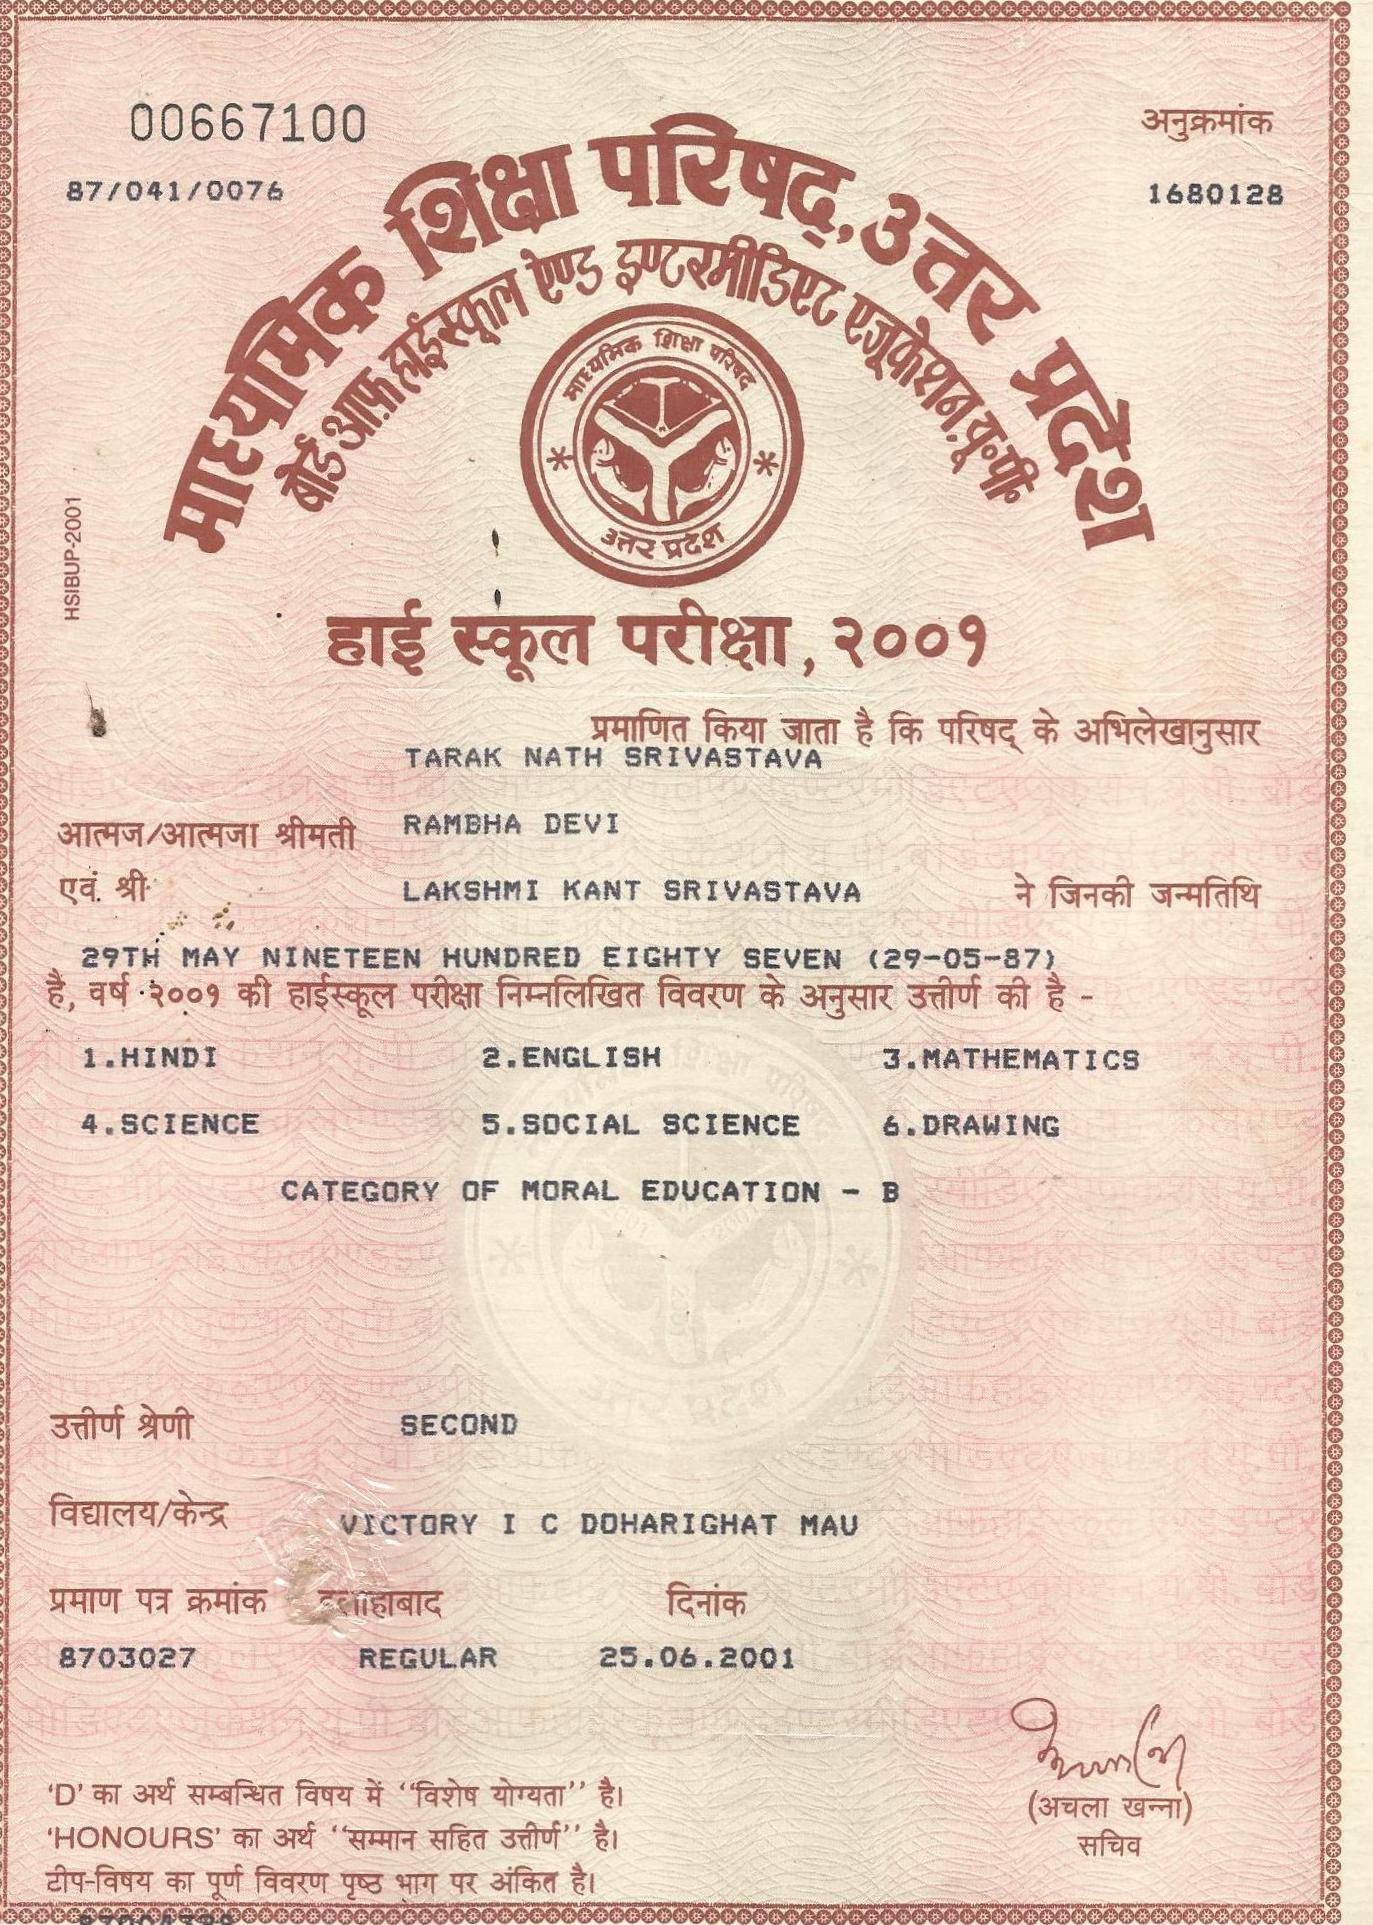 00667100
अनुक्रमांक
87/041/0076
1680128
माध्यमिक शिक्षा परिषद्, उत्तर प्रदेश
बोर्ड आफ़ हाईस्कूल ऐण्ड इण्टरमीडिएट एजूकेशन, यू॰पी॰
माध्यमिक शिक्षा परिषद
उत्तर प्रदेश
HSIBUP-2001
हाई स्कूल परीक्षा, २००१
प्रमाणित किया जाता है कि परिषद् के अभिलेखानुसार
TARAK NATH SRIVASTAVA
आत्मज/आत्मजा श्रीमती RAMBHA DEVI
एवं श्री LAKSHMI KANT SRIVASTAVA ने जिनकी जन्मतिथि
29TH MAY NINETEEN HUNDRED EIGHTY SEVEN (29-05-87)
है, वर्ष २००१ की हाईस्कूल परीक्षा निम्नलिखित विवरण के अनुसार उत्तीर्ण की है -
1.HINDI 2.ENGLISH 3.MATHEMATICS
4.SCIENCE 5.SOCIAL SCIENCE 6.DRAWING
CATEGORY OF MORAL EDUCATION - B
उत्तीर्ण श्रेणी SECOND
विद्यालय/केन्द्र VICTORY I C DOHARIGHAT MAU
प्रमाण पत्र क्रमांक इलाहाबाद दिनांक
8703027 REGULAR 25.06.2001
(अचला खन्ना)
सचिव
'D' का अर्थ सम्बन्धित विषय में "विशेष योग्यता" है।
'HONOURS' का अर्थ "सम्मान सहित उत्तीर्ण" है।
टीप-विषय का पूर्ण विवरण पृष्ठ भाग पर अंकित है।